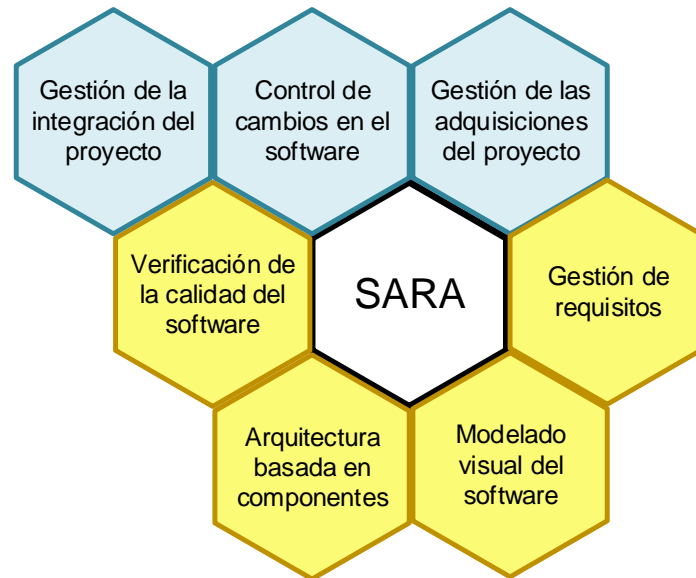 Gestión de la
integración del
proyecto
Control de
cambios en el
software
Gestión de las
adquisiciones
del proyecto
Verificación de
la calidad del
software
SARA
Gestión de
requisitos
Arquitectura
basada en
componentes
Modelado
visual del
software